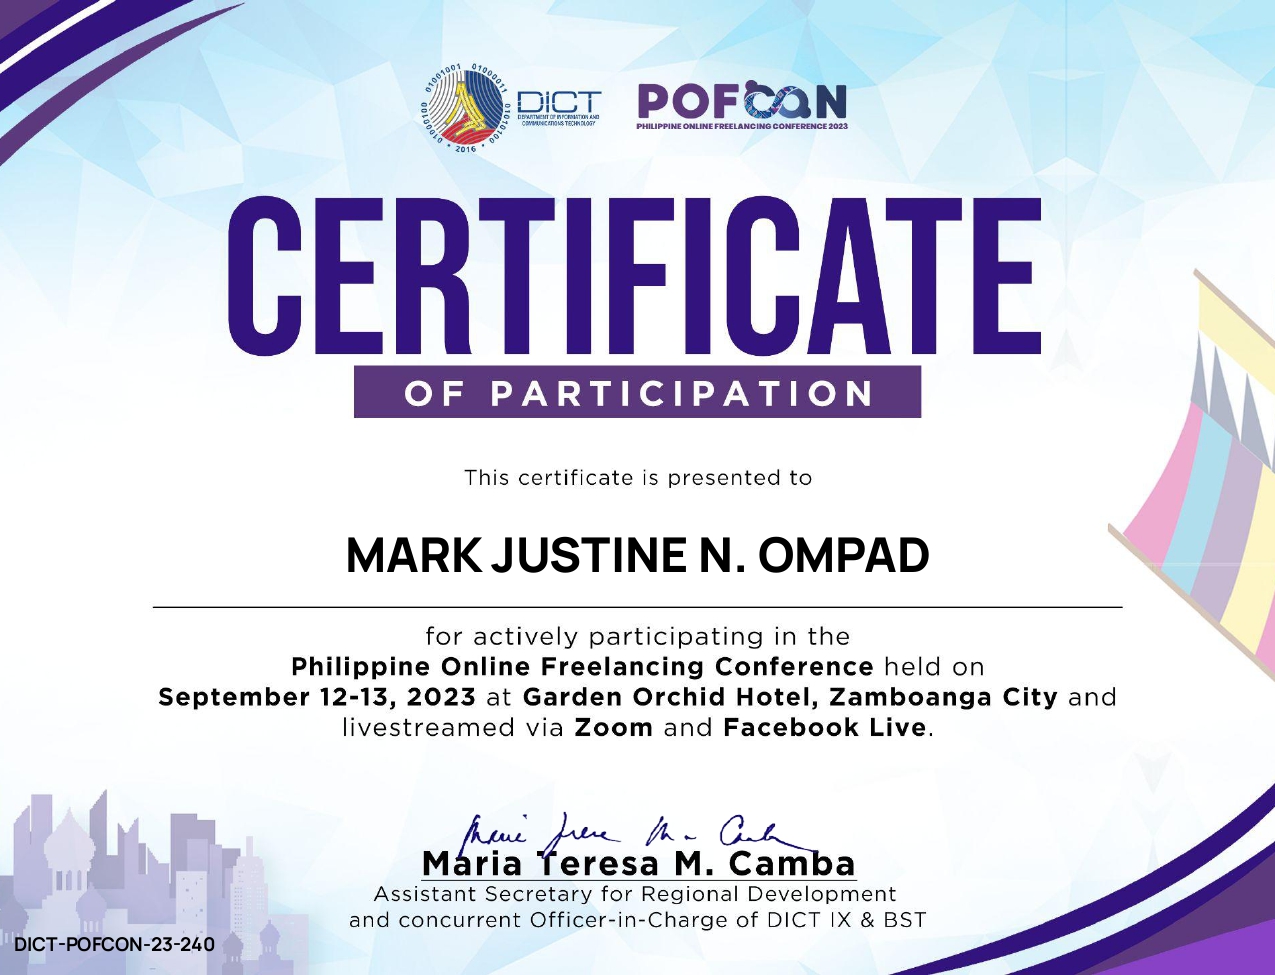 01000100 01001001 01000011 01010100
• 2016 •
DICT
DEPARTMENT OF INFORMATION AND
COMMUNICATIONS TECHNOLOGY
POFCON
PHILIPPINE ONLINE FREELANCING CONFERENCE 2023
CERTIFICATE
OF PARTICIPATION
This certificate is presented to
MARK JUSTINE N. OMPAD
for actively participating in the
Philippine Online Freelancing Conference held on
September 12-13, 2023 at Garden Orchid Hotel, Zamboanga City and
livestreamed via Zoom and Facebook Live.
Maria Teresa M. Camba
Assistant Secretary for Regional Development
and concurrent Officer-in-Charge of DICT IX & BST
DICT-POFCON-23-240